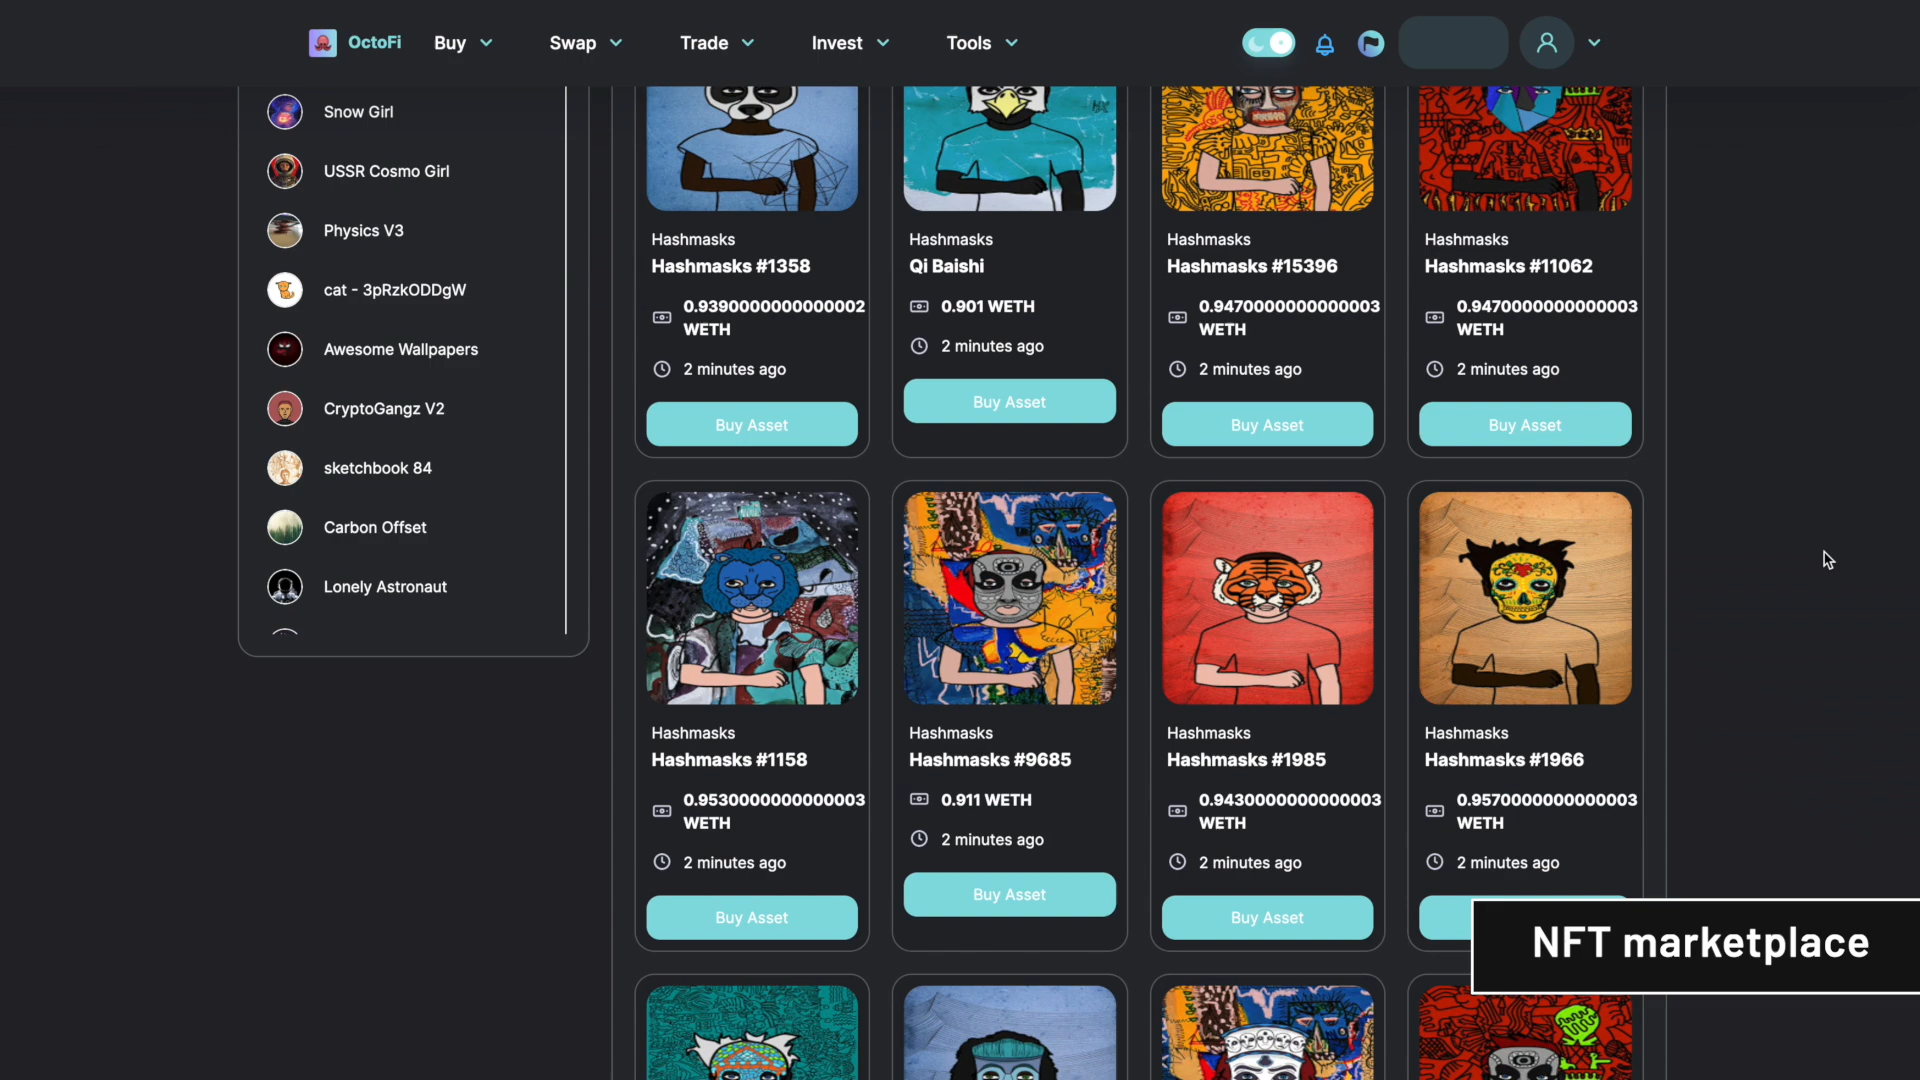 OctoFi
Buy
Swap
Trade
Invest
Tools
Snow Girl
USSR Cosmo Girl
Physics V3
cat - 3pRzkODDgW
Awesome Wallpapers
CryptoGangz V2
sketchbook 84
Carbon Offset
Lonely Astronaut
Hashmasks
Hashmasks #1358
0.9390000000000002
WETH
2 minutes ago
Buy Asset
Hashmasks
Qi Baishi
0.901 WETH
2 minutes ago
Buy Asset
Hashmasks
Hashmasks #15396
0.9470000000000003
WETH
2 minutes ago
Buy Asset
Hashmasks
Hashmasks #11062
0.9470000000000003
WETH
2 minutes ago
Buy Asset
Hashmasks
Hashmasks #1158
0.9530000000000003
WETH
2 minutes ago
Buy Asset
Hashmasks
Hashmasks #9685
0.911 WETH
2 minutes ago
Buy Asset
Hashmasks
Hashmasks #1985
0.9430000000000003
WETH
2 minutes ago
Buy Asset
Hashmasks
Hashmasks #1966
0.9570000000000003
WETH
2 minutes ago
NFT marketplace